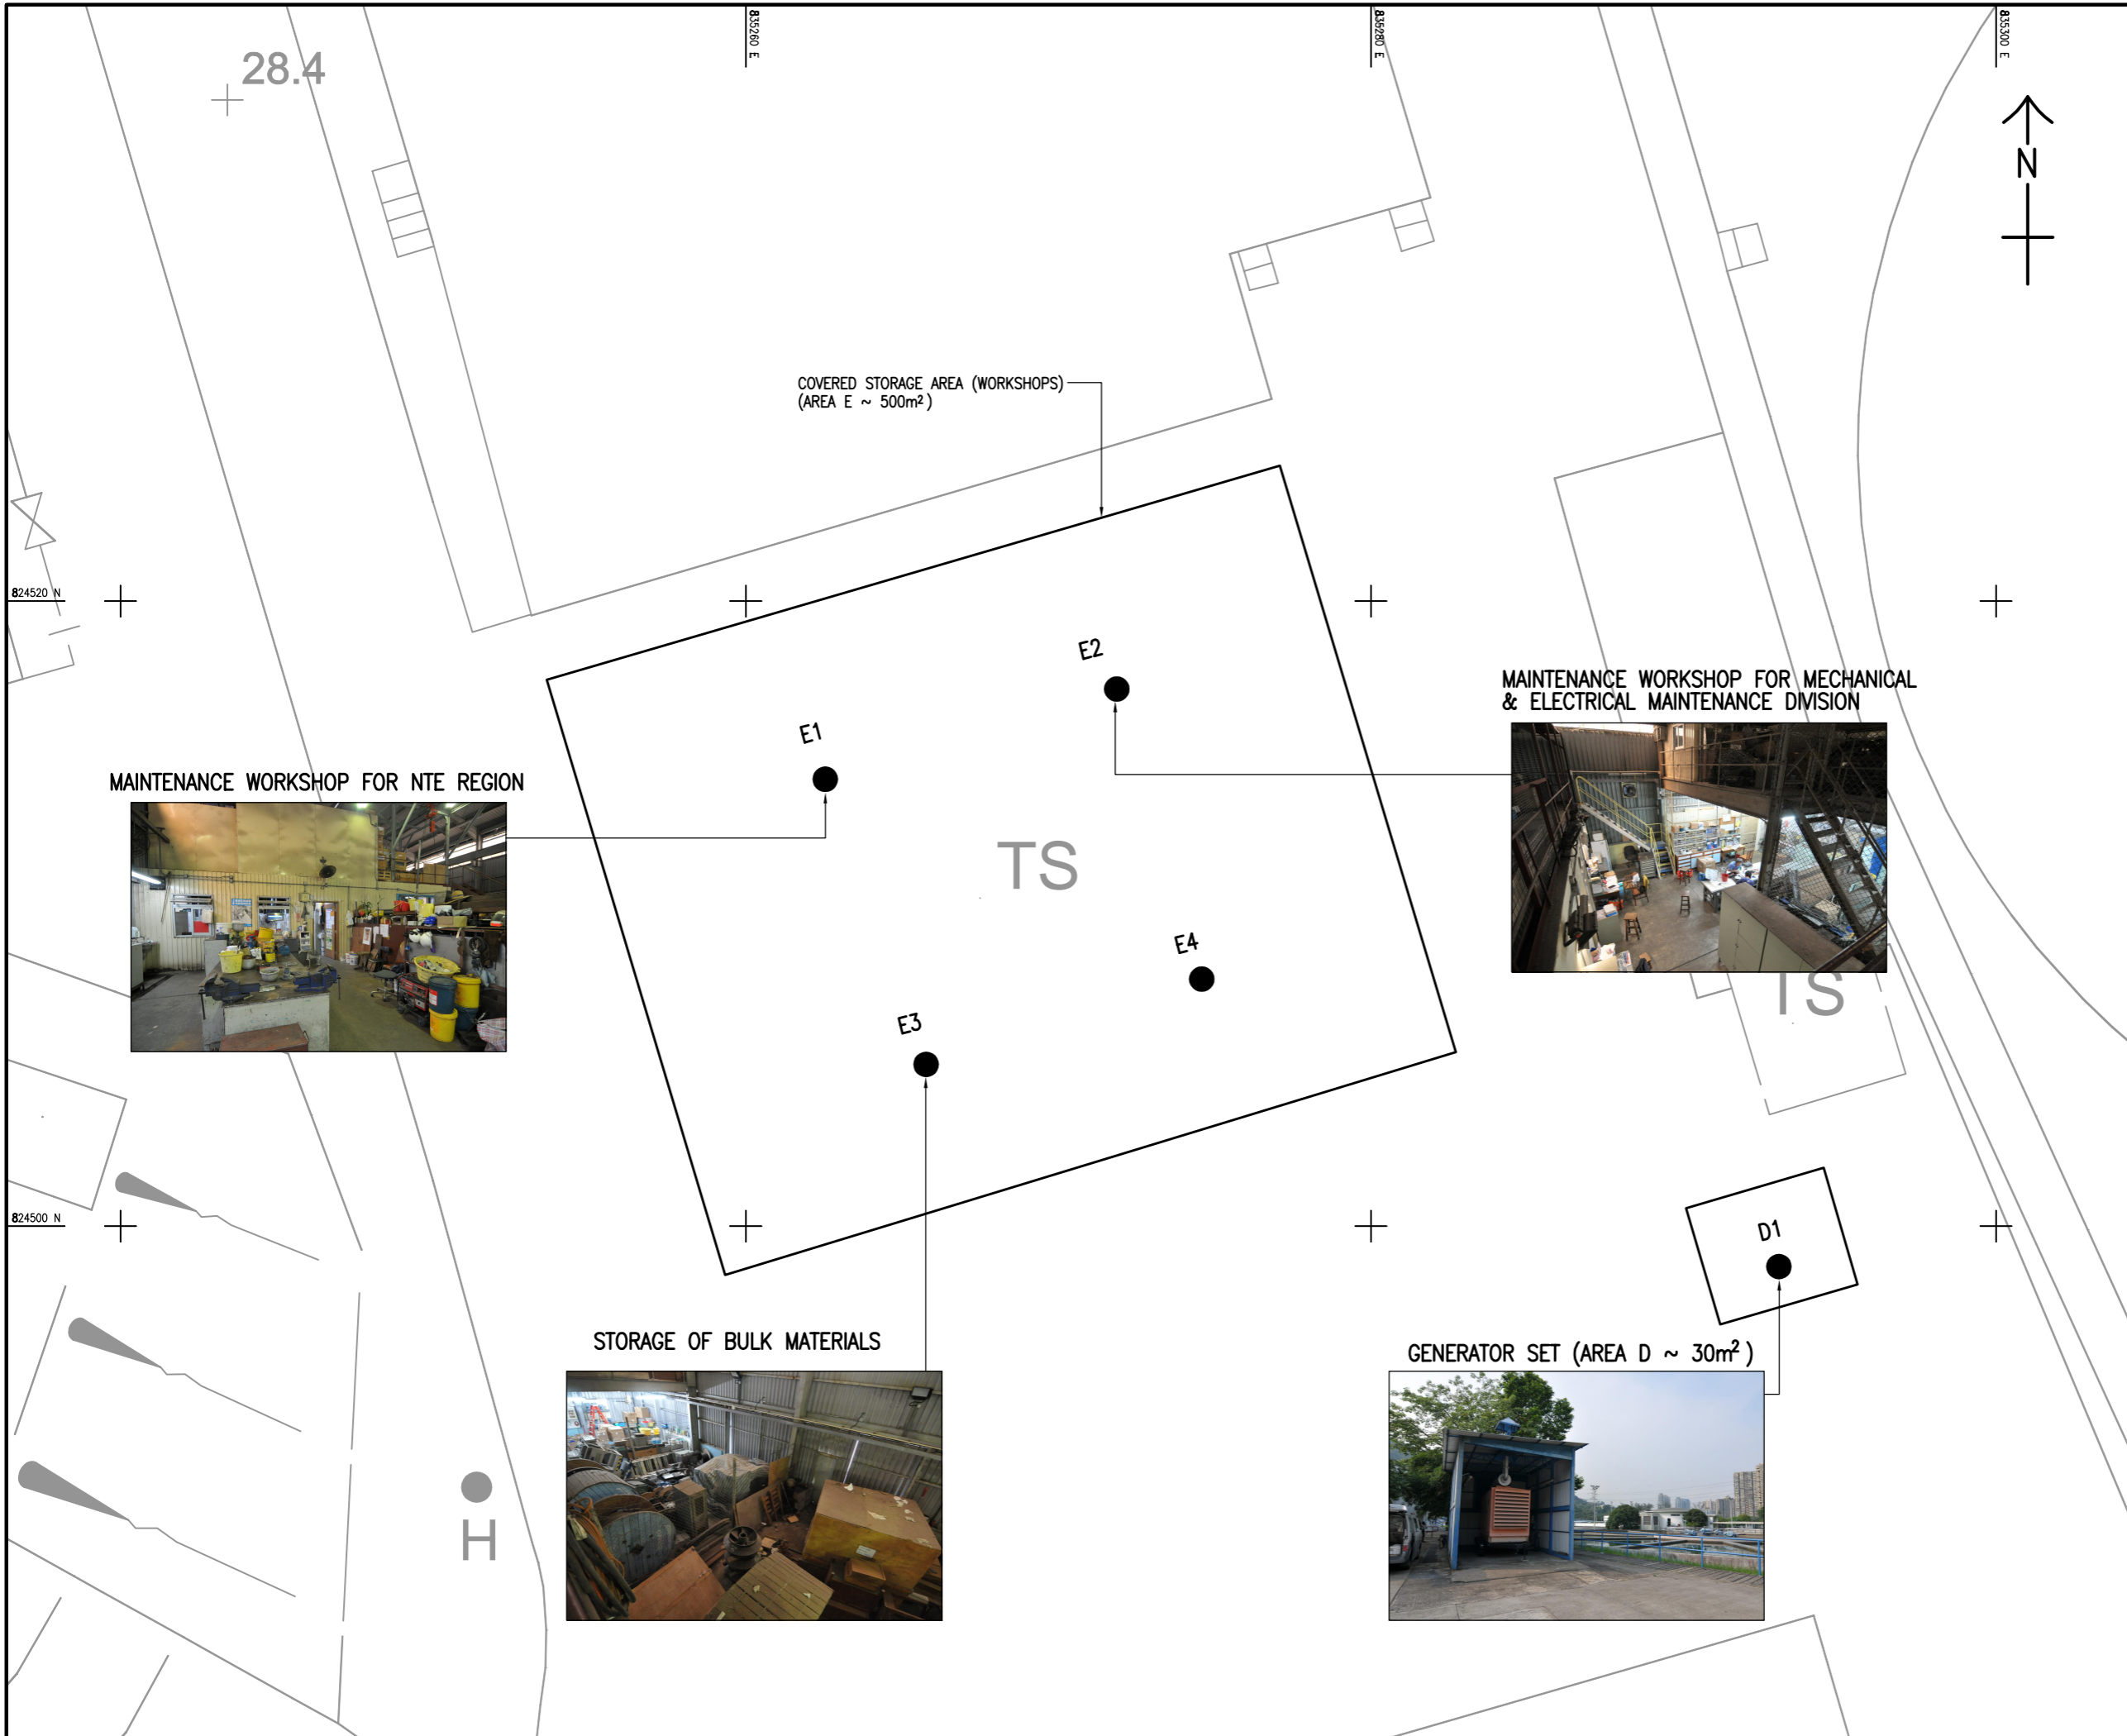 835260 E
835280 E
835300 E
28.4
N
COVERED STORAGE AREA (WORKSHOPS)
(AREA E ~ 500m²)
824520 N
E2
MAINTENANCE WORKSHOP FOR MECHANICAL
& ELECTRICAL MAINTENANCE DIVISION
E1
MAINTENANCE WORKSHOP FOR NTE REGION
TS
E4
TS
E3
824500 N
D1
STORAGE OF BULK MATERIALS
GENERATOR SET (AREA D ~ 30m²)
H